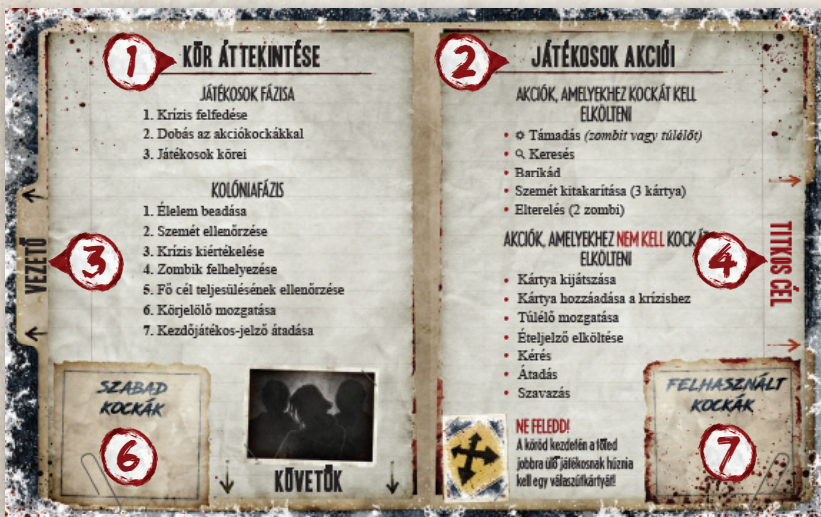 1
KÖR ÁTTEKINTÉSE
JÁTÉKOSOK FÁZISA
1. Krízis felfedése
2. Dobás az akciókockákkal
3. Játékosok körei
KOLÓNIAFÁZIS
1. Élelem beadása
2. Szemét ellenőrzése
3. Krízis kiértékelése
4. Zombik felhelyezése
5. Fő cél teljesülésének ellenőrzése
6. Körjelölő mozgatása
7. Kezdőjátékos-jelző átadása
3
VEZETŐ
SZABAD
KOCKÁK
6
KÖVETŐK
2
JÁTÉKOSOK AKCIÓI
AKCIÓK, AMELYEKHEZ KOCKÁT KELL
ELKÖLTENI
• Támadás (zombit vagy túlélőt)
• Keresés
• Barikád
• Szemét kitakarítása (3 kártya)
• Elterelés (2 zombi)
AKCIÓK, AMELYEKHEZ NEM KELL KOCKÁT
ELKÖLTENI
• Kártya kijátszása
• Kártya hozzáadása a krízishez
• Túlélő mozgatása
• Ételjelző elköltése
• Kérés
• Átadás
• Szavazás
4
TITKOS CÉL
NE FELEDD!
A köröd kezdetén a tőled
jobbra ülő játékosnak húznia
kell egy válaszútkártyát!
FELHASZNÁLT
KOCKÁK
7